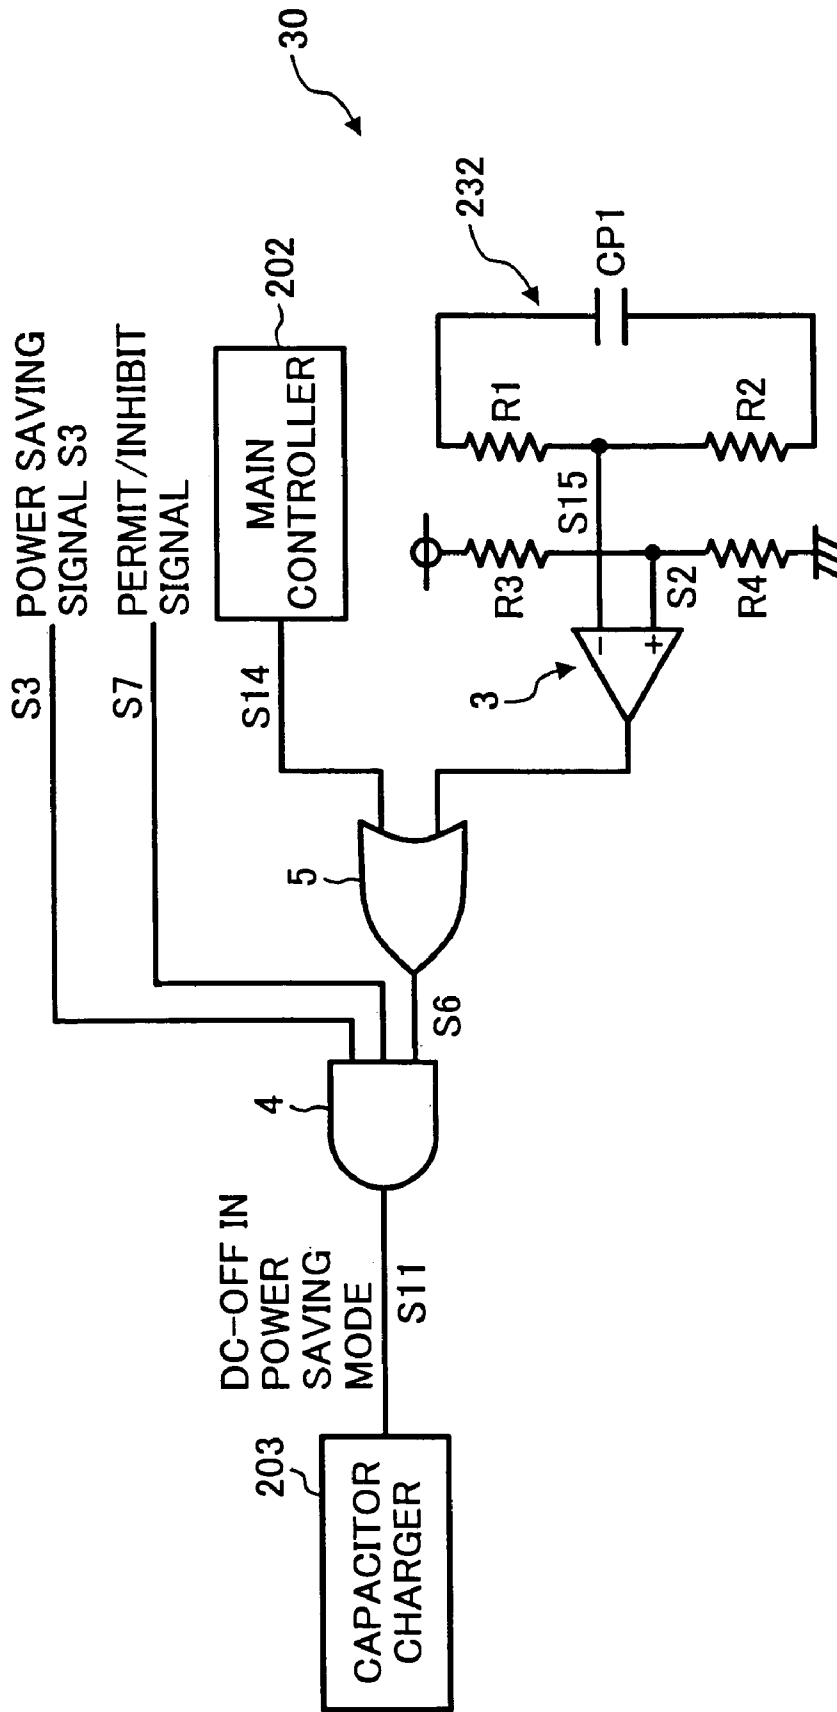 30
POWER SAVING
SIGNAL S3
S3
PERMIT/INHIBIT
SIGNAL
S7
202
MAIN
CONTROLLER
S14
232
CP1
R1
R2
S15
R3
S2
R4
-
+
3
5
S6
4
DC-OFF IN
POWER
SAVING
MODE
S11
203
CAPACITOR
CHARGER